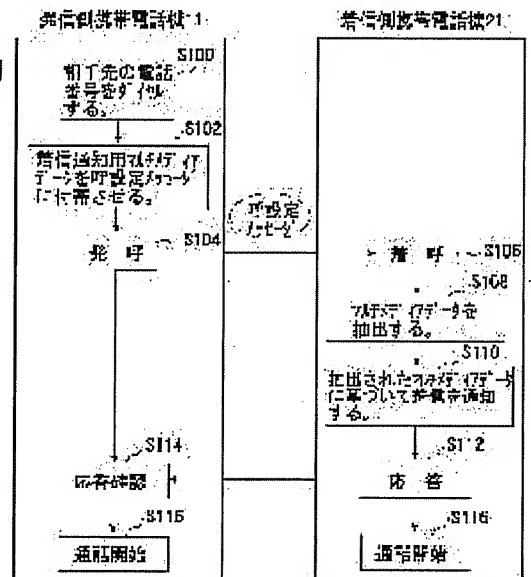 発信側携帯電話機11
着信側携帯電話機21
S100
相手先の電話
番号をダイヤル
する。
S102
着信通知用マルチメディア
データを呼設定メッセージ
に付帯させる。
呼設定
メッセージ
発 呼
S104
着 呼
S106
S108
マルチメディアデータを
抽出する。
S110
抽出されたマルチメディアデータ
に基づいて着信を通知
する。
S114
S112
応答確認
応 答
S116
S116
通話開始
通話開始